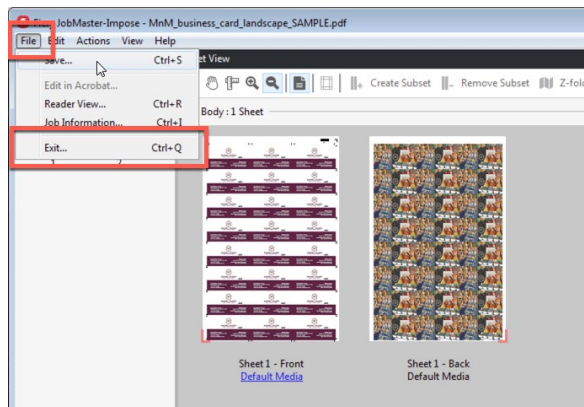 JobMaster-Impose - MnM_business_card_landscape_SAMPLE.pdf
File Edit Actions View Help
Save... Ctrl+S
et View
Edit in Acrobat...
Create Subset Remove Subset Z-fold
Reader View... Ctrl+R
Job Information... Ctrl+I
Body : 1 Sheet
Exit... Ctrl+Q
Sheet 1 - Front Sheet 1 - Back
Default Media Default Media